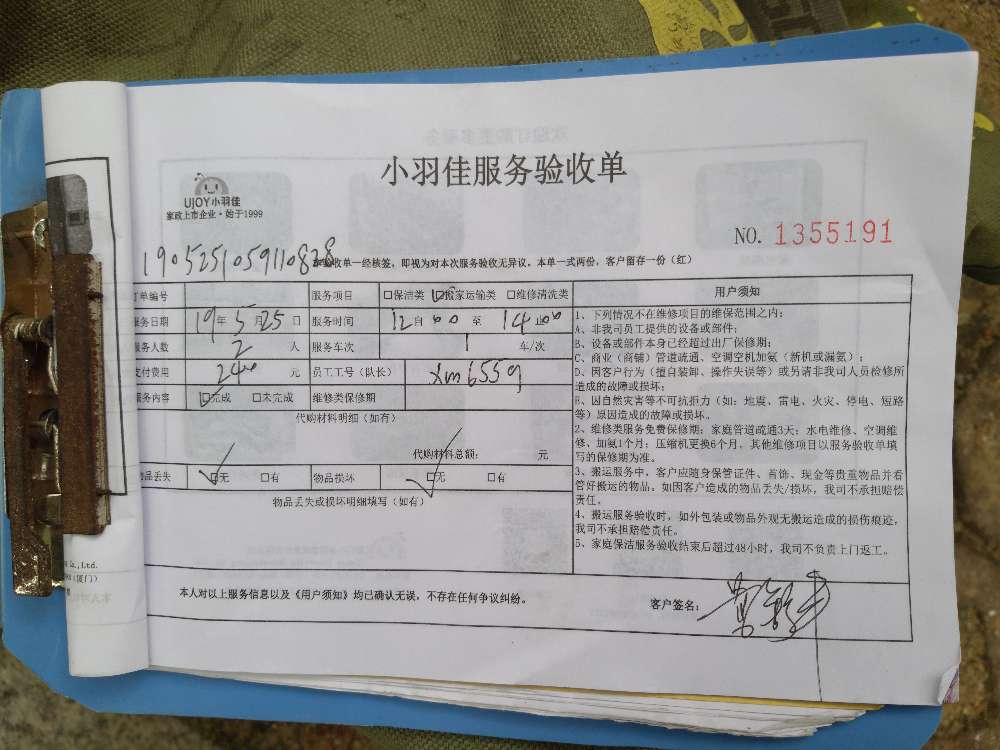 小羽佳服务验收单
UJOY小羽佳
家政上市企业·始于1999
NO. 1355191
1905251059110828
本验收单一经核签，即视为对本次服务验收无异议。本单一式两份，客户留存一份（红）
订单编号 服务项目 □保洁类 ☑搬家运输类 □维修清洗类
服务日期 19年5月25日 服务时间 12自00至14止00
服务人数 2人 服务车次 1车/次
支付费用 240元 员工工号（队长） xm6559
服务内容 ☑完成 □未完成 维修类保修期
代购材料明细（如有）
代购材料总额： 元
物品丢失 ☑无 □有 物品损坏 ☑无 □有
物品丢失或损坏明细填写（如有）
用户须知
1、下列情况不在维修项目的维保范围之内：
A、非我司员工提供的设备或部件；
B、设备或部件本身已经超过出厂保修期；
C、商业（商铺）管道疏通、空调空机加氨（新机或漏氨）；
D、因客户行为（擅自装卸、操作失误等）或另请非我司人员检修所
造成的故障或损坏；
E、因自然灾害等不可抗拒力（如：地震、雷电、火灾、停电、短路
等）原因造成的故障或损坏。
2、维修类服务免费保修期：家庭管道疏通3天；水电维修、空调维
修、加氨1个月；压缩机更换6个月，其他维修项目以服务验收单填
写的保修期为准。
3、搬运服务中，客户应随身保管证件、首饰、现金等贵重物品并看
管好搬运的物品。如因客户造成的物品丢失/损坏，我司不承担赔偿
责任。
4、搬运服务验收时，如外包装或物品外观无搬运造成的损伤痕迹，
我司不承担赔偿责任。
5、家庭保洁服务验收结束后超过48小时，我司不负责上门返工。
本人对以上服务信息以及《用户须知》均已确认无误，不存在任何争议纠纷。
客户签名：
Co.,Ltd.
（厦门）